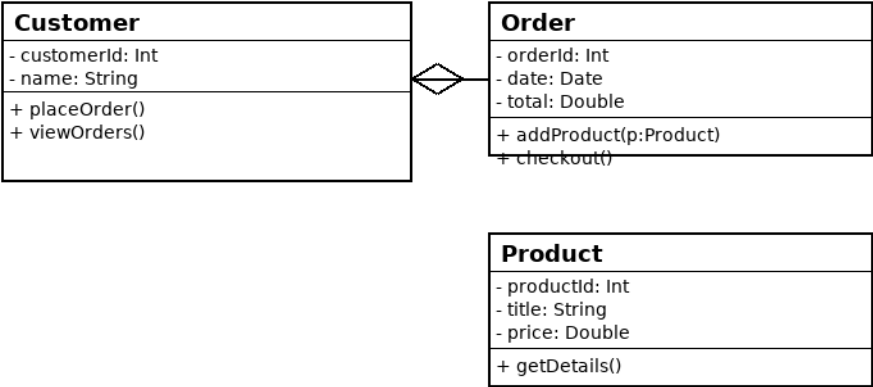 Customer
- customerId: Int
- name: String
+ placeOrder()
+ viewOrders()
Order
- orderId: Int
- date: Date
- total: Double
+ addProduct(p:Product)
+ checkout()
Product
- productId: Int
- title: String
- price: Double
+ getDetails()